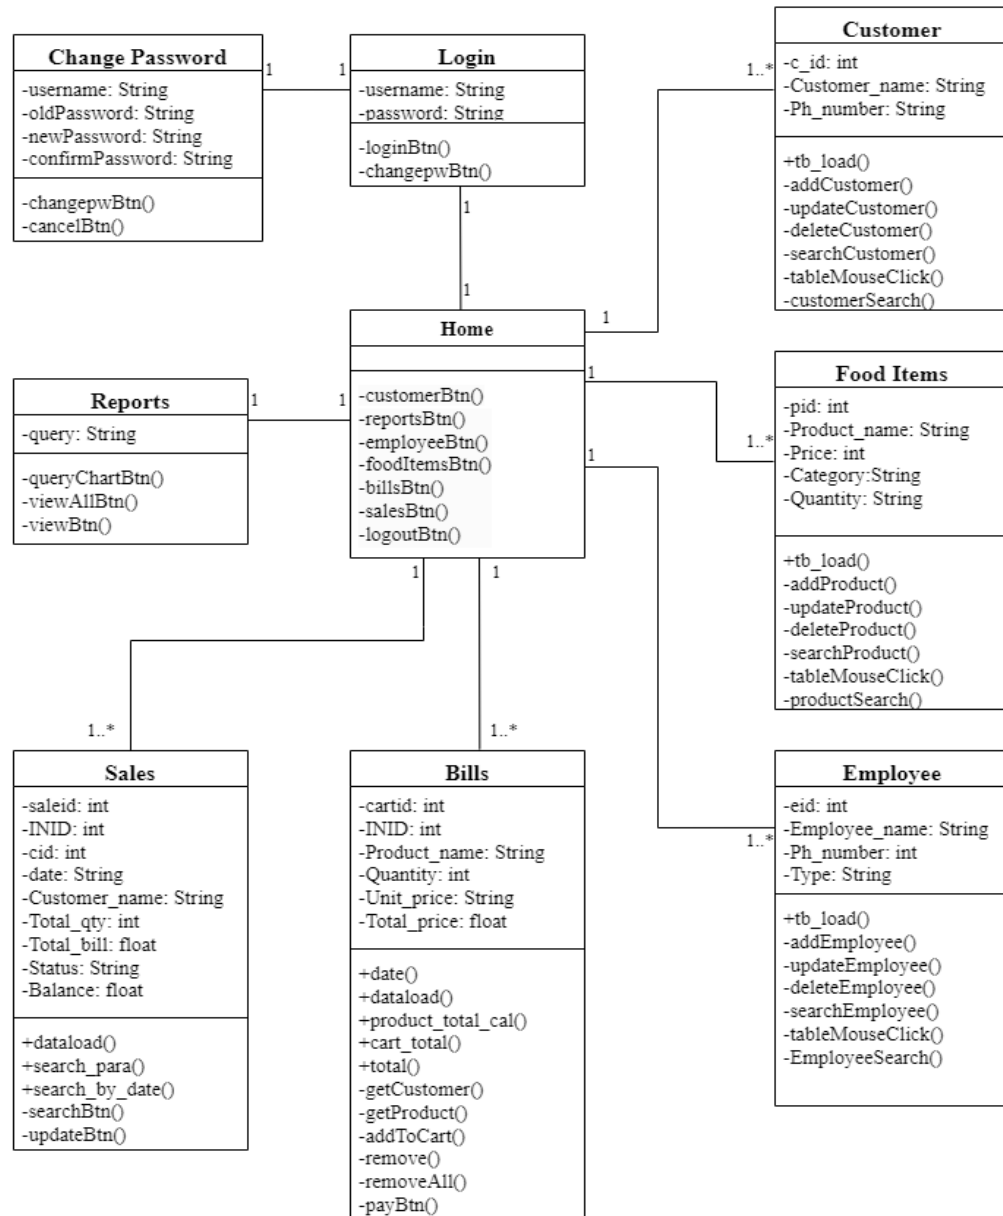 Change Password
-username: String
-oldPassword: String
-newPassword: String
-confirmPassword: String
-changepwBtn()
-cancelBtn()
1
1
Login
-username: String
-password: String
-loginBtn()
-changepwBtn()
1
1
Customer
-c_id: int
-Customer_name: String
-Ph_number: String
+tb_load()
-addCustomer()
-updateCustomer()
-deleteCustomer()
-searchCustomer()
-tableMouseClick()
-customerSearch()
1..*
1
Home
-customerBtn()
-reportsBtn()
-employeeBtn()
-foodItemsBtn()
-billsBtn()
-salesBtn()
-logoutBtn()
Reports
-query: String
-queryChartBtn()
-viewAllBtn()
-viewBtn()
1
1
1
1..*
Food Items
-pid: int
-Product_name: String
-Price: int
-Category:String
-Quantity: String
+tb_load()
-addProduct()
-updateProduct()
-deleteProduct()
-searchProduct()
-tableMouseClick()
-productSearch()
1
1
1
1..*
1..*
Sales
-saleid: int
-INID: int
-cid: int
-date: String
-Customer_name: String
-Total_qty: int
-Total_bill: float
-Status: String
-Balance: float
+dataload()
+search_para()
+search_by_date()
-searchBtn()
-updateBtn()
Bills
-cartid: int
-INID: int
-Product_name: String
-Quantity: int
-Unit_price: String
-Total_price: float
+date()
+dataload()
+product_total_cal()
+cart_total()
+total()
-getCustomer()
-getProduct()
-addToCart()
-remove()
-removeAll()
-payBtn()
1..*
Employee
-eid: int
-Employee_name: String
-Ph_number: int
-Type: String
+tb_load()
-addEmployee()
-updateEmployee()
-deleteEmployee()
-searchEmployee()
-tableMouseClick()
-EmployeeSearch()